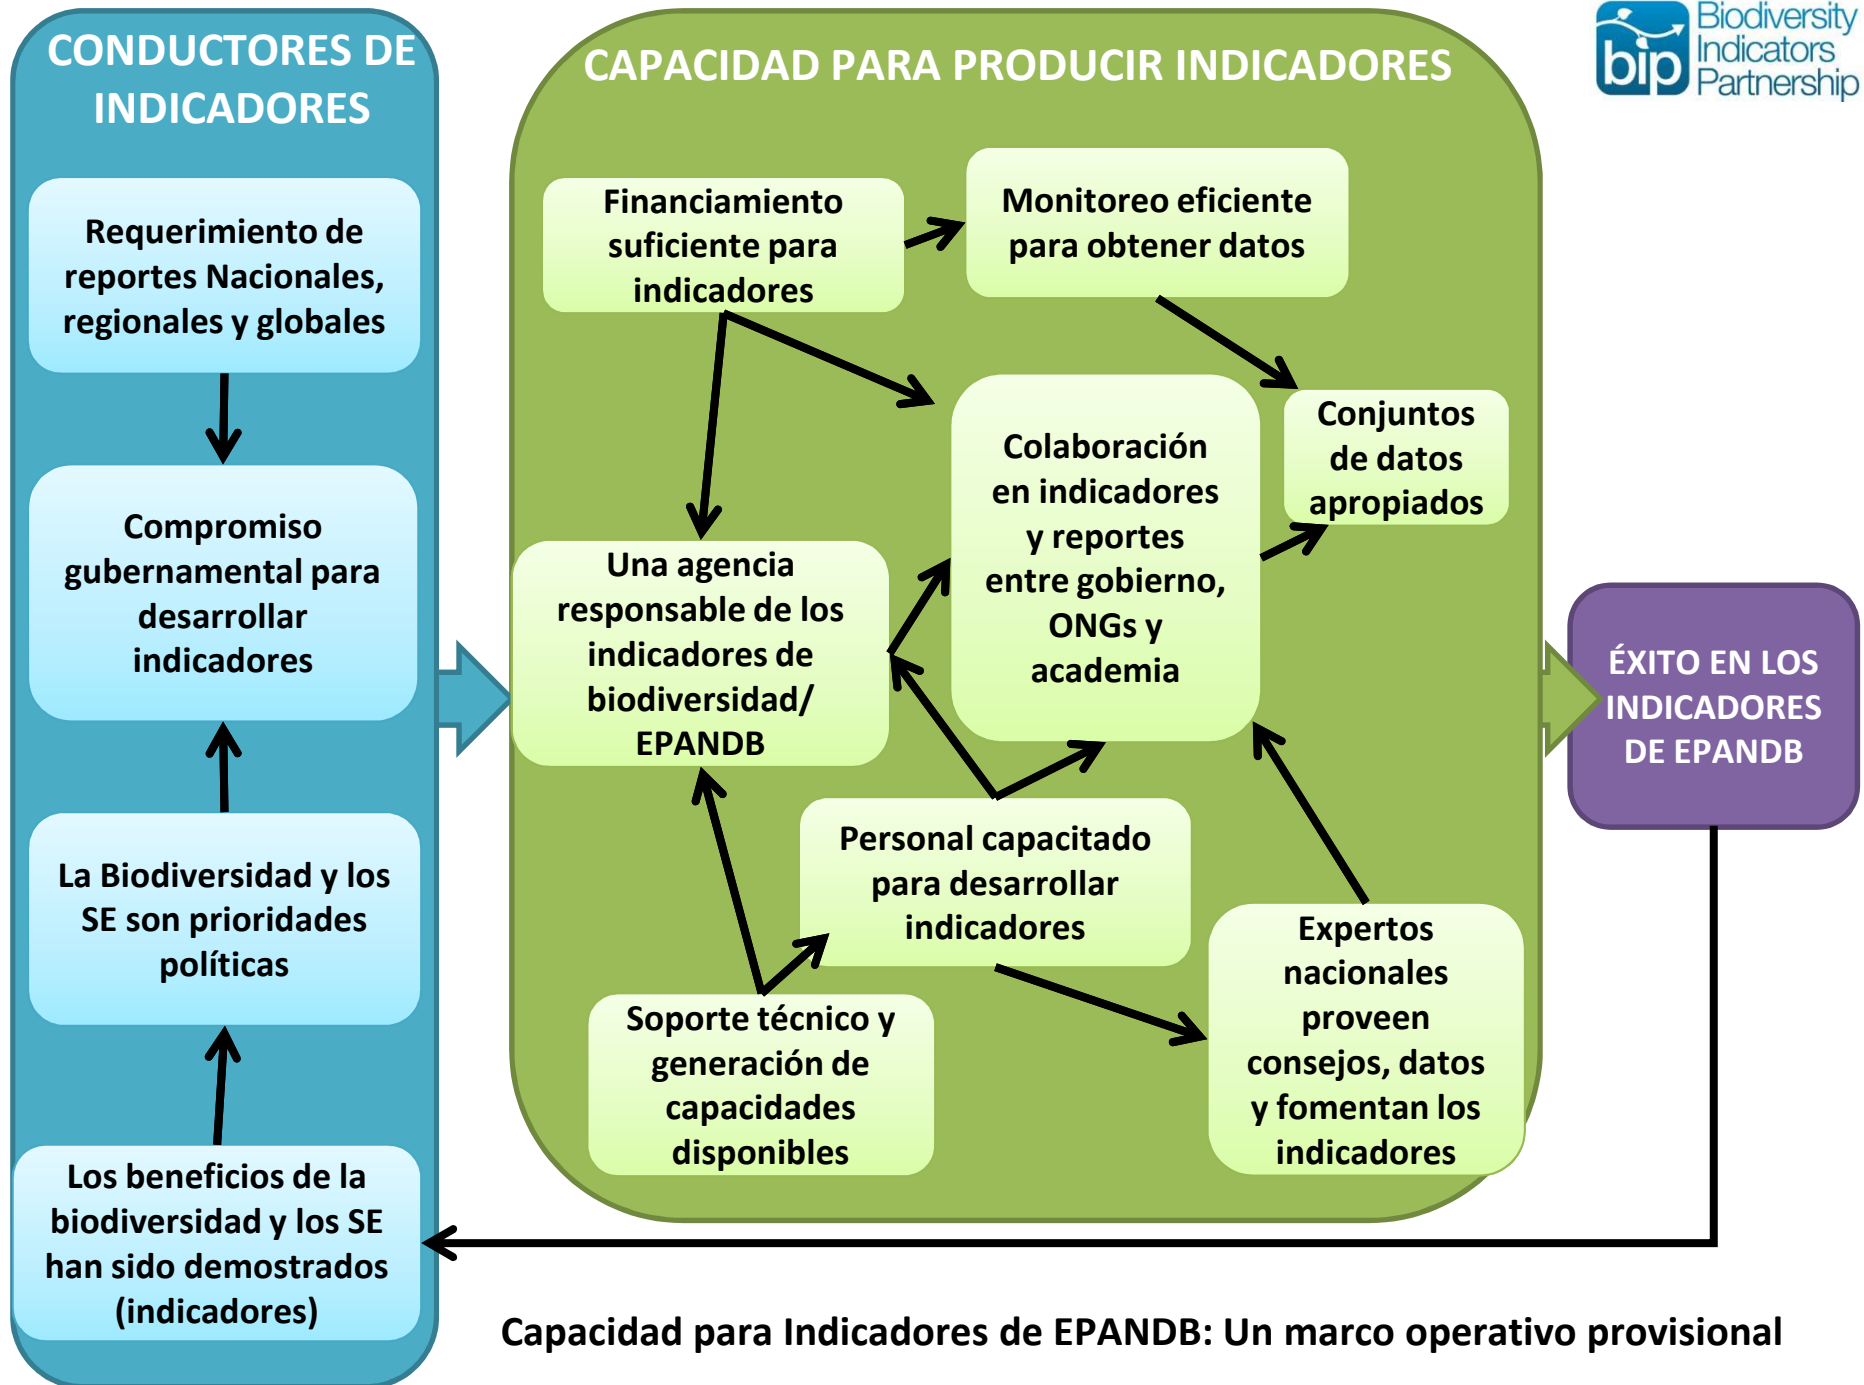 CONDUCTORES DE
INDICADORES
Requerimiento de
reportes Nacionales,
regionales y globales
Compromiso
gubernamental para
desarrollar
indicadores
La Biodiversidad y los
SE son prioridades
políticas
Los beneficios de la
biodiversidad y los SE
han sido demostrados
(indicadores)
CAPACIDAD PARA PRODUCIR INDICADORES
Financiamiento
suficiente para
indicadores
Monitoreo eficiente
para obtener datos
Colaboración
en indicadores
y reportes
entre gobierno,
ONGs y
academia
Conjuntos
de datos
apropiados
Una agencia
responsable de los
indicadores de
biodiversidad/
EPANDB
Personal capacitado
para desarrollar
indicadores
Soporte técnico y
generación de
capacidades
disponibles
Expertos
nacionales
proveen
consejos, datos
y fomentan los
indicadores
bip
Biodiversity
Indicators
Partnership
ÉXITO EN LOS
INDICADORES
DE EPANDB
Capacidad para Indicadores de EPANDB: Un marco operativo provisional